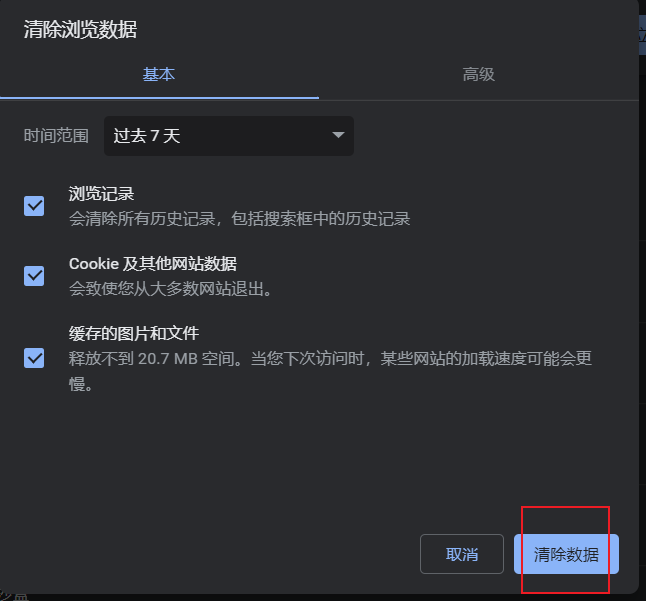 清除浏览数据
基本
高级
时间范围
过去 7 天
浏览记录
会清除所有历史记录，包括搜索框中的历史记录
Cookie 及其他网站数据
会致使您从大多数网站退出。
缓存的图片和文件
释放不到 20.7 MB 空间。当您下次访问时，某些网站的加载速度可能会更
慢。
取消
清除数据